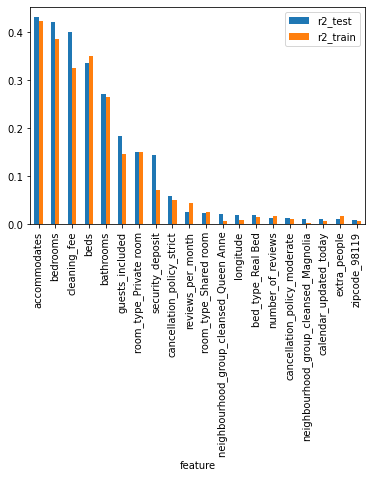 r2_test
r2_train
0.4
0.3
0.2
0.1
0.0
accommodates
bedrooms
cleaning_fee
beds
bathrooms
guests_included
room_type_Private room
security_deposit
cancellation_policy_strict
reviews_per_month
room_type_Shared room
neighbourhood_group_cleansed_Queen Anne
longitude
bed_type_Real Bed
number_of_reviews
cancellation_policy_moderate
neighbourhood_group_cleansed_Magnolia
calendar_updated_today
extra_people
zipcode_98119
feature